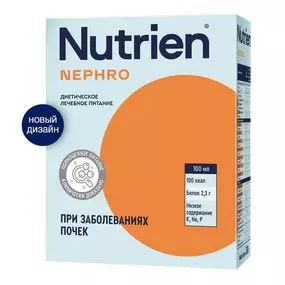 Nutrien®
NEPHRO
ДИЕТИЧЕСКОЕ
ЛЕЧЕБНОЕ ПИТАНИЕ
НОВЫЙ
ДИЗАЙН
100 мл
100 ккал
Белок 2,3 г
Низкое
содержание
K, Na, P
ПРИ ЗАБОЛЕВАНИЯХ
ПОЧЕК